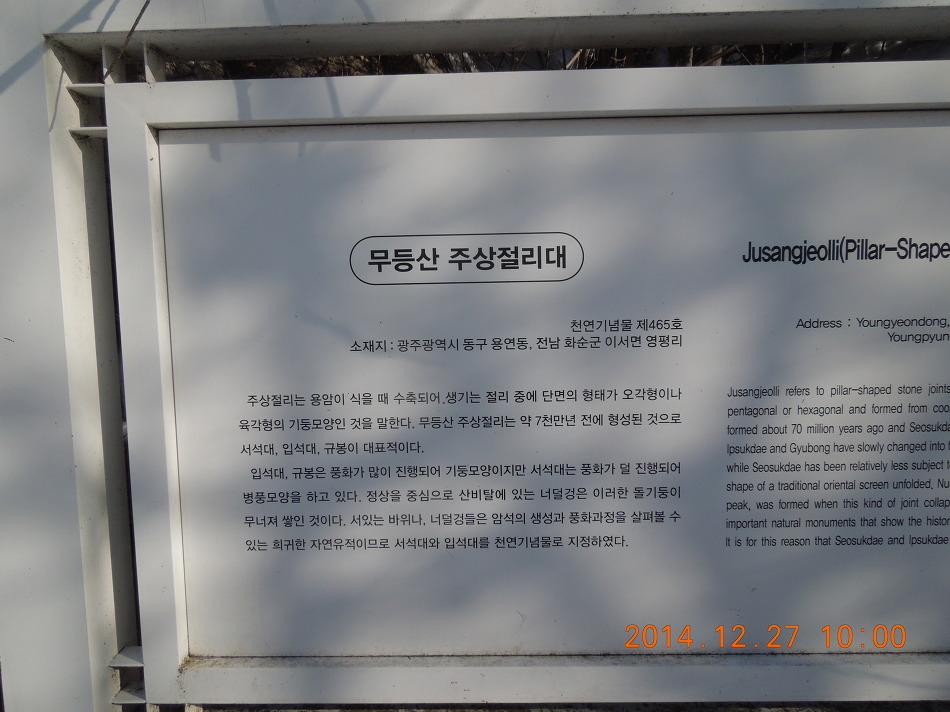 무등산 주상절리대
천연기념물 제465호
소재지 : 광주광역시 동구 용연동, 전남 화순군 이서면 영평리
주상절리는 용암이 식을 때 수축되어 생기는 절리 중에 단면의 형태가 오각형이나
육각형의 기둥모양인 것을 말한다. 무등산 주상절리는 약 7천만년 전에 형성된 것으로
서석대, 입석대, 규봉이 대표적이다.
입석대, 규봉은 풍화가 많이 진행되어 기둥모양이지만 서석대는 풍화가 덜 진행되어
병풍모양을 하고 있다. 정상을 중심으로 산비탈에 있는 너덜겅은 이러한 돌기둥이
무너져 쌓인 것이다. 서있는 바위나, 너덜겅들은 암석의 생성과 풍화과정을 살펴볼 수
있는 희귀한 자연유적이므로 서석대와 입석대를 천연기념물로 지정하였다.
Jusangjeolli(Pillar-Shape
Address : Youngyeondong,
Youngpyun
Jusangjeolli refers to pillar-shaped stone joints
pentagonal or hexagonal and formed from coo
formed about 70 million years ago and Seosukda
Ipsukdae and Gyubong have slowly changed into
while Seosukdae has been relatively less subject
shape of a traditional oriental screen unfolded. Nu
peak, was formed when this kind of joint collap
important natural monuments that show the histor
It is for this reason that Seosukdae and Ipsukdae
2014.12.27 10:00